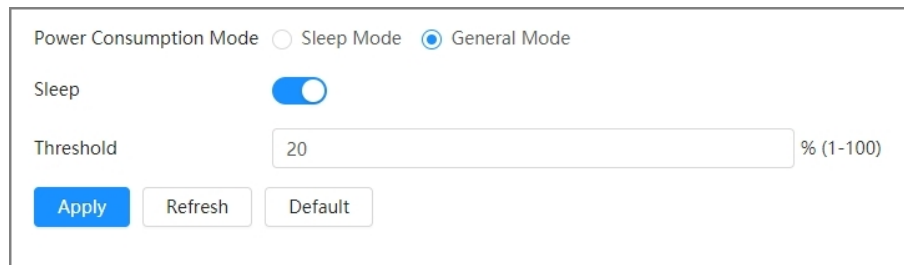 Power Consumption Mode Sleep Mode General Mode
Sleep
Threshold 20 % (1-100)
Apply Refresh Default